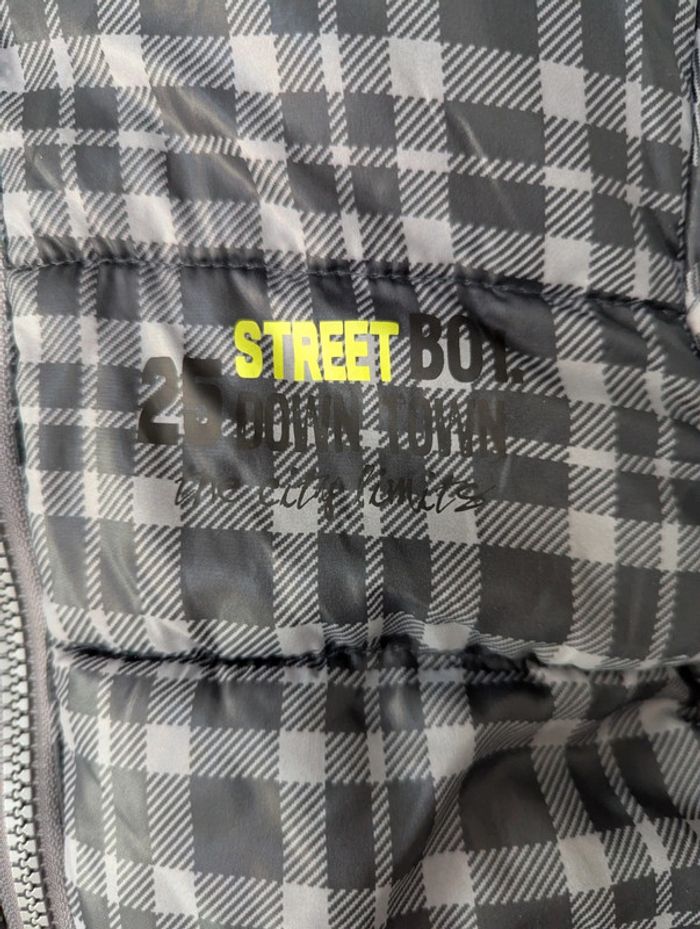 STREET BOY.
25 DOWN TOWN
the city limits